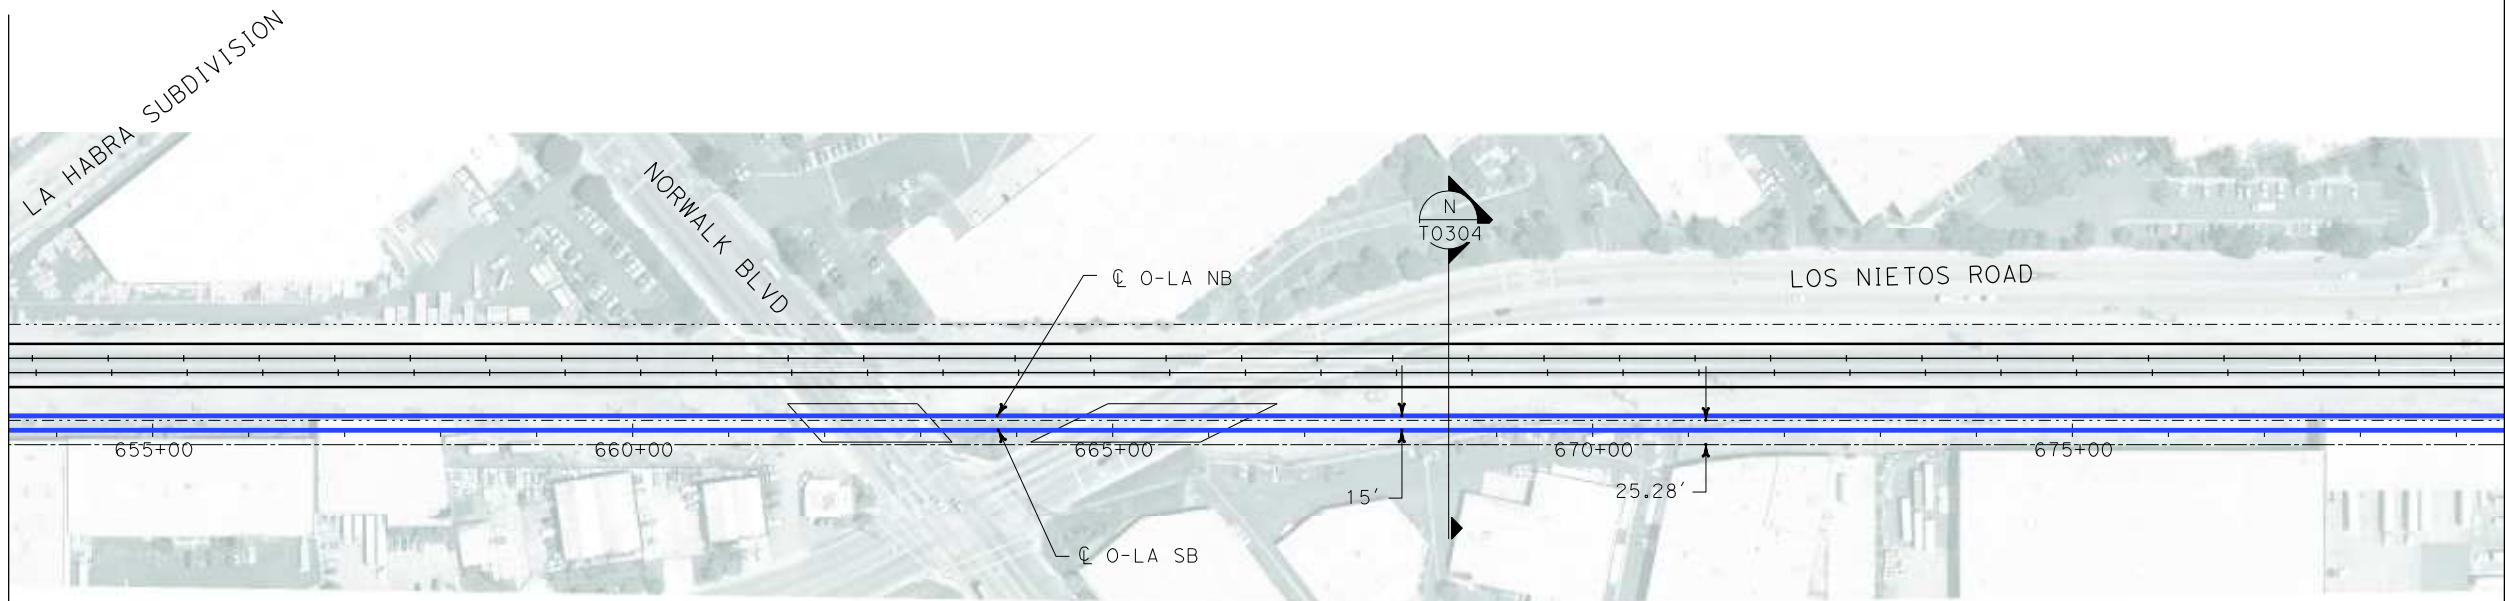 LA HABRA SUBDIVISION
NORWALK BLVD
N
T0304
℄ O-LA NB
LOS NIETOS ROAD
655+00
660+00
665+00
670+00
675+00
15′
25.28′
℄ O-LA SB